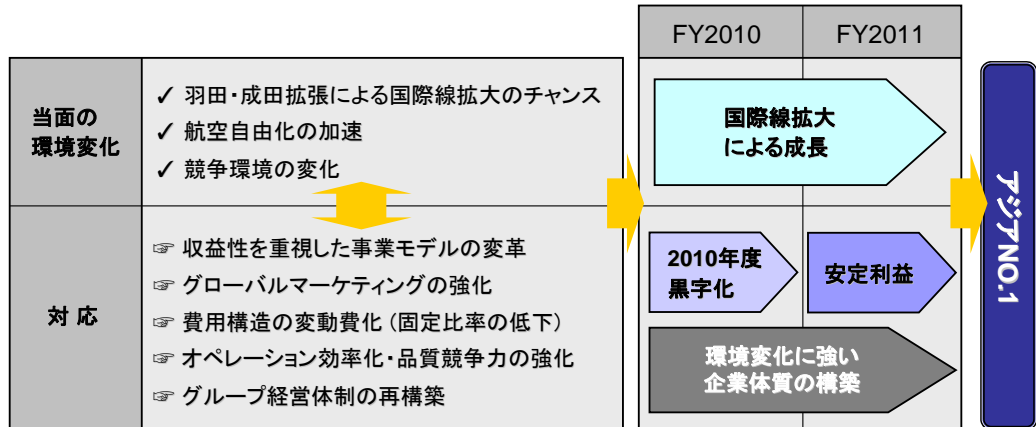 FY2010 FY2011
当面の
環境変化
✓ 羽田・成田拡張による国際線拡大のチャンス
✓ 航空自由化の加速
✓ 競争環境の変化
国際線拡大
による成長
対 応
☞ 収益性を重視した事業モデルの変革
☞ グローバルマーケティングの強化
☞ 費用構造の変動費化 (固定比率の低下)
☞ オペレーション効率化・品質競争力の強化
☞ グループ経営体制の再構築
2010年度
黒字化
安定利益
環境変化に強い
企業体質の構築
アジアNO.1